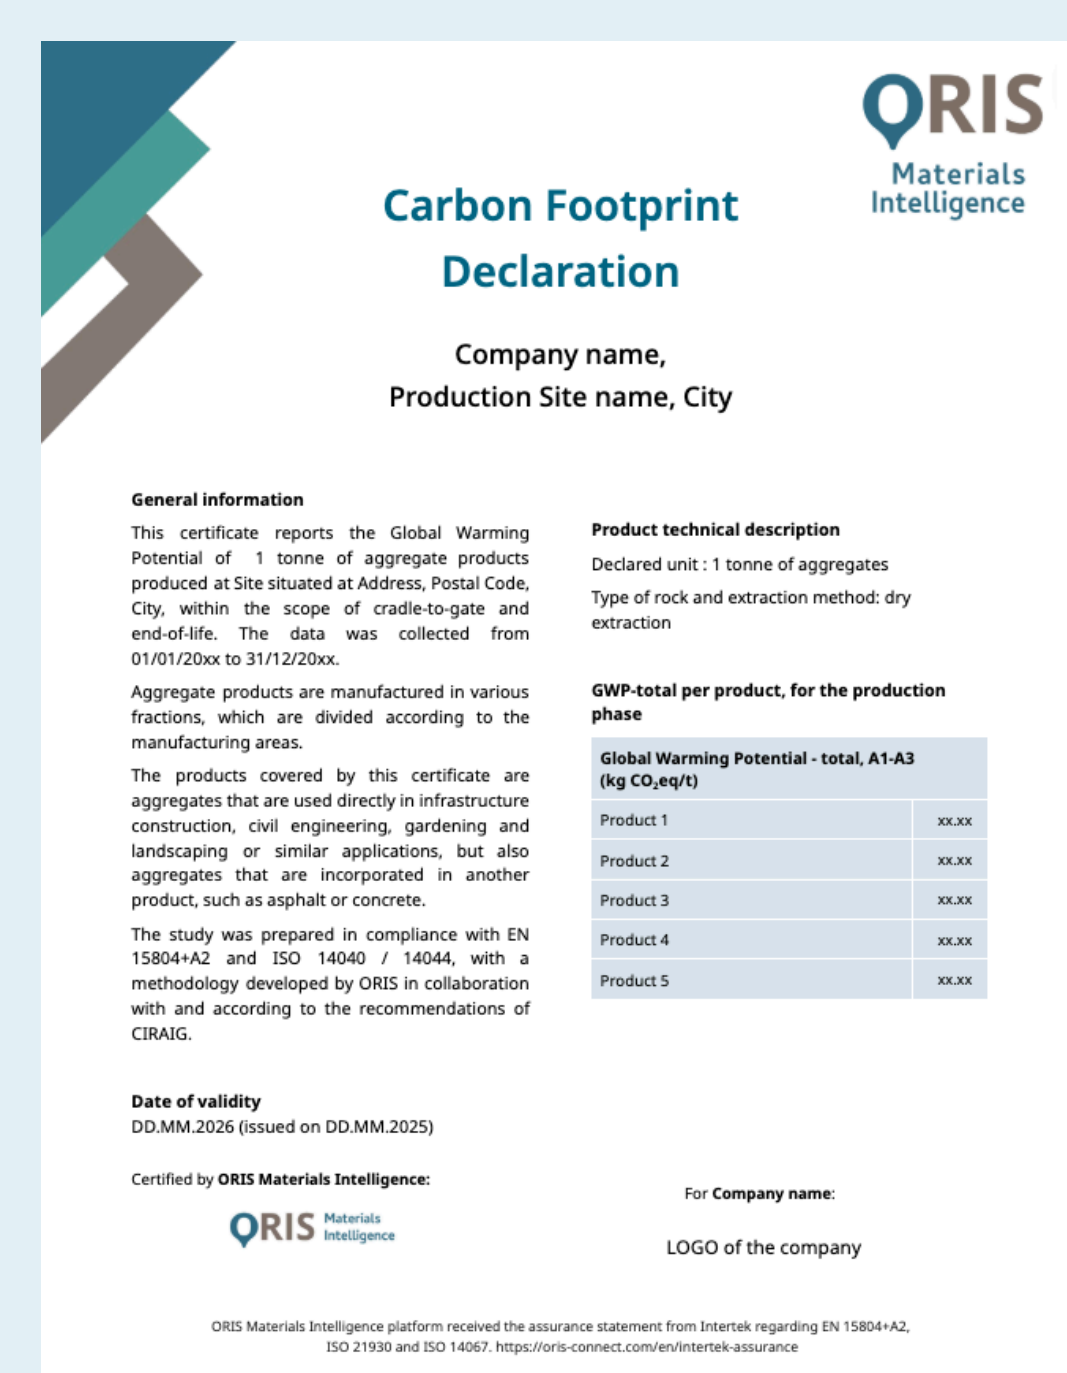 ORIS
Materials
Intelligence
Carbon Footprint
Declaration
Company name,
Production Site name, City
General information
This certificate reports the Global Warming
Potential of 1 tonne of aggregate products
produced at Site situated at Address, Postal Code,
City, within the scope of cradle-to-gate and
end-of-life. The data was collected from
01/01/20xx to 31/12/20xx.
Aggregate products are manufactured in various
fractions, which are divided according to the
manufacturing areas.
The products covered by this certificate are
aggregates that are used directly in infrastructure
construction, civil engineering, gardening and
landscaping or similar applications, but also
aggregates that are incorporated in another
product, such as asphalt or concrete.
The study was prepared in compliance with EN
15804+A2 and ISO 14040 / 14044, with a
methodology developed by ORIS in collaboration
with and according to the recommendations of
CIRAIG.
Date of validity
DD.MM.2026 (issued on DD.MM.2025)
Certified by ORIS Materials Intelligence:
ORIS Materials
Intelligence
Product technical description
Declared unit : 1 tonne of aggregates
Type of rock and extraction method: dry
extraction
GWP-total per product, for the production
phase
Global Warming Potential - total, A1-A3
(kg CO₂eq/t)
Product 1 xx.xx
Product 2 xx.xx
Product 3 xx.xx
Product 4 xx.xx
Product 5 xx.xx
For Company name:
LOGO of the company
ORIS Materials Intelligence platform received the assurance statement from Intertek regarding EN 15804+A2,
ISO 21930 and ISO 14067. https://oris-connect.com/en/intertek-assurance